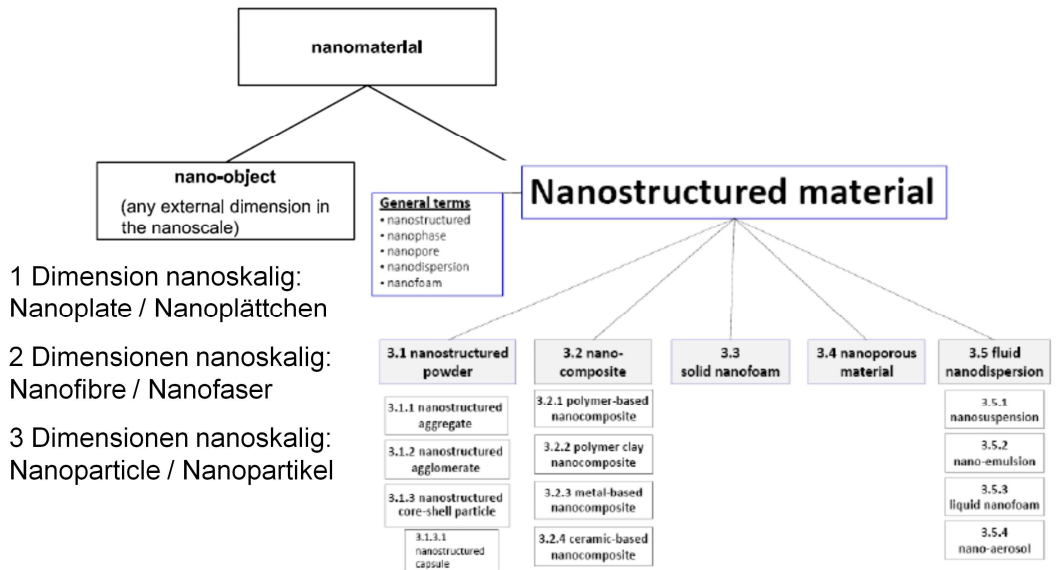 nanomaterial
nano-object
(any external dimension in
the nanoscale)
General terms
• nanostructured
• nanophase
• nanopore
• nanodispersion
• nanofoam
Nanostructured material
1 Dimension nanoskalig:
Nanoplate / Nanoplättchen
2 Dimensionen nanoskalig:
Nanofibre / Nanofaser
3 Dimensionen nanoskalig:
Nanoparticle / Nanopartikel
3.1 nanostructured
powder
3.1.1 nanostructured
aggregate
3.1.2 nanostructured
agglomerate
3.1.3 nanostructured
core-shell particle
3.1.3.1
nanostructured
capsule
3.2 nano-
composite
3.2.1 polymer-based
nanocomposite
3.2.2 polymer clay
nanocomposite
3.2.3 metal-based
nanocomposite
3.2.4 ceramic-based
nanocomposite
3.3
solid nanofoam
3.4 nanoporous
material
3.5 fluid
nanodispersion
3.5.1
nanosuspension
3.5.2
nano-emulsion
3.5.3
liquid nanofoam
3.5.4
nano-aerosol